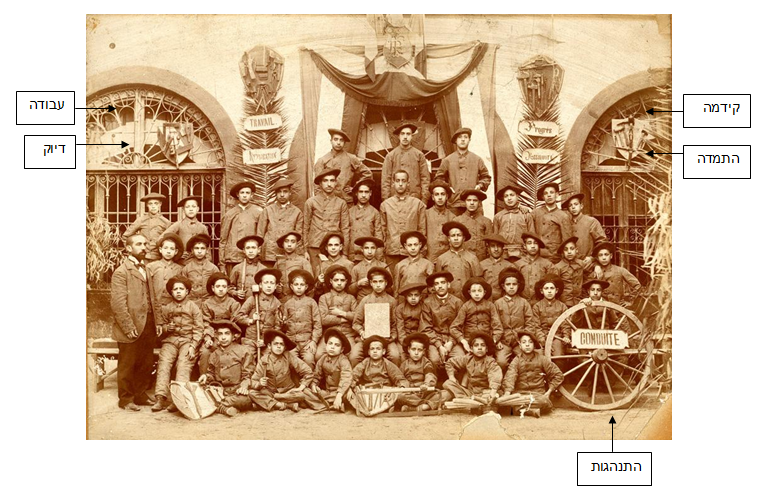 עבודה
דיוק
קידמה
התמדה
TRAVAIL
Progrès
CONDUITE
התנהגות